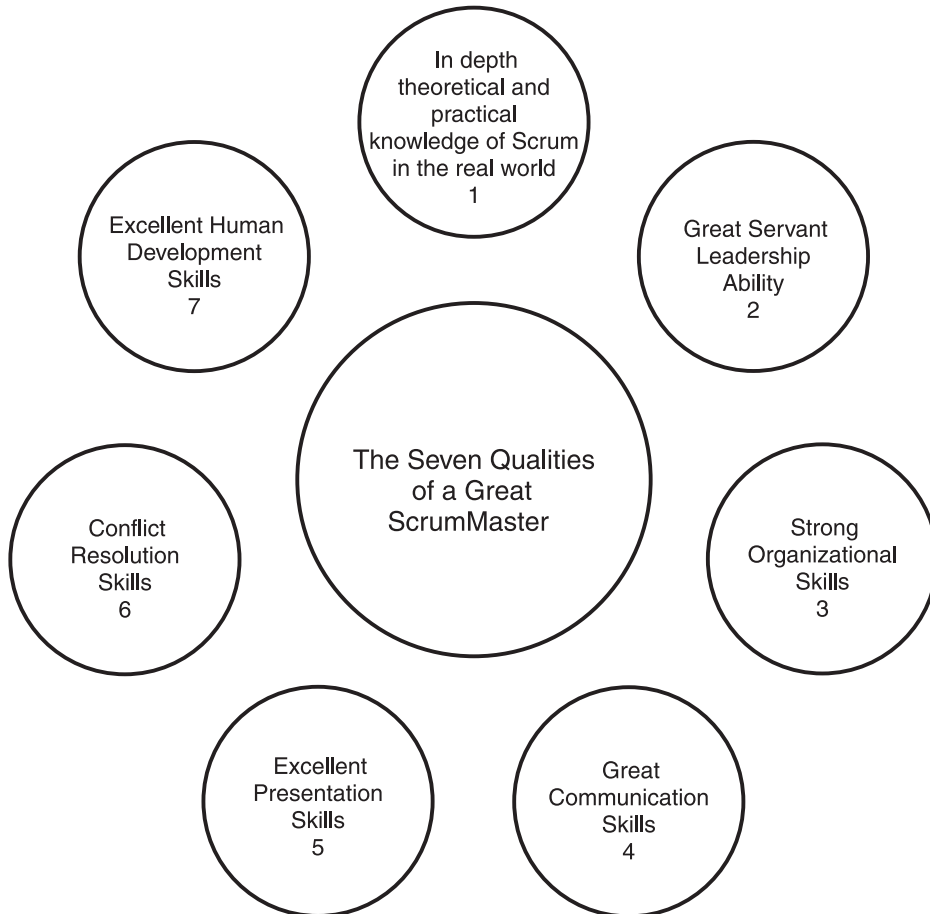 In depth
theoretical and
practical
knowledge of Scrum
in the real world
1
Great Servant
Leadership
Ability
2
Strong
Organizational
Skills
3
Great
Communication
Skills
4
Excellent
Presentation
Skills
5
Conflict
Resolution
Skills
6
Excellent Human
Development
Skills
7
The Seven Qualities
of a Great
ScrumMaster